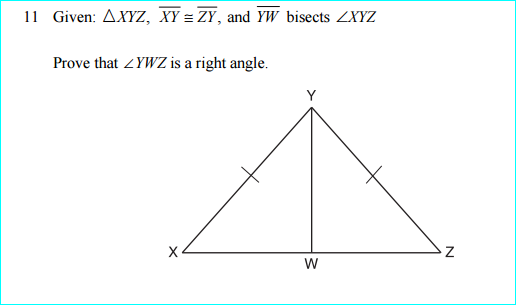 11 Given: △XYZ, XY ≅ ZY, and YW bisects ∠XYZ
Prove that ∠YWZ is a right angle.
Y
X
Z
W